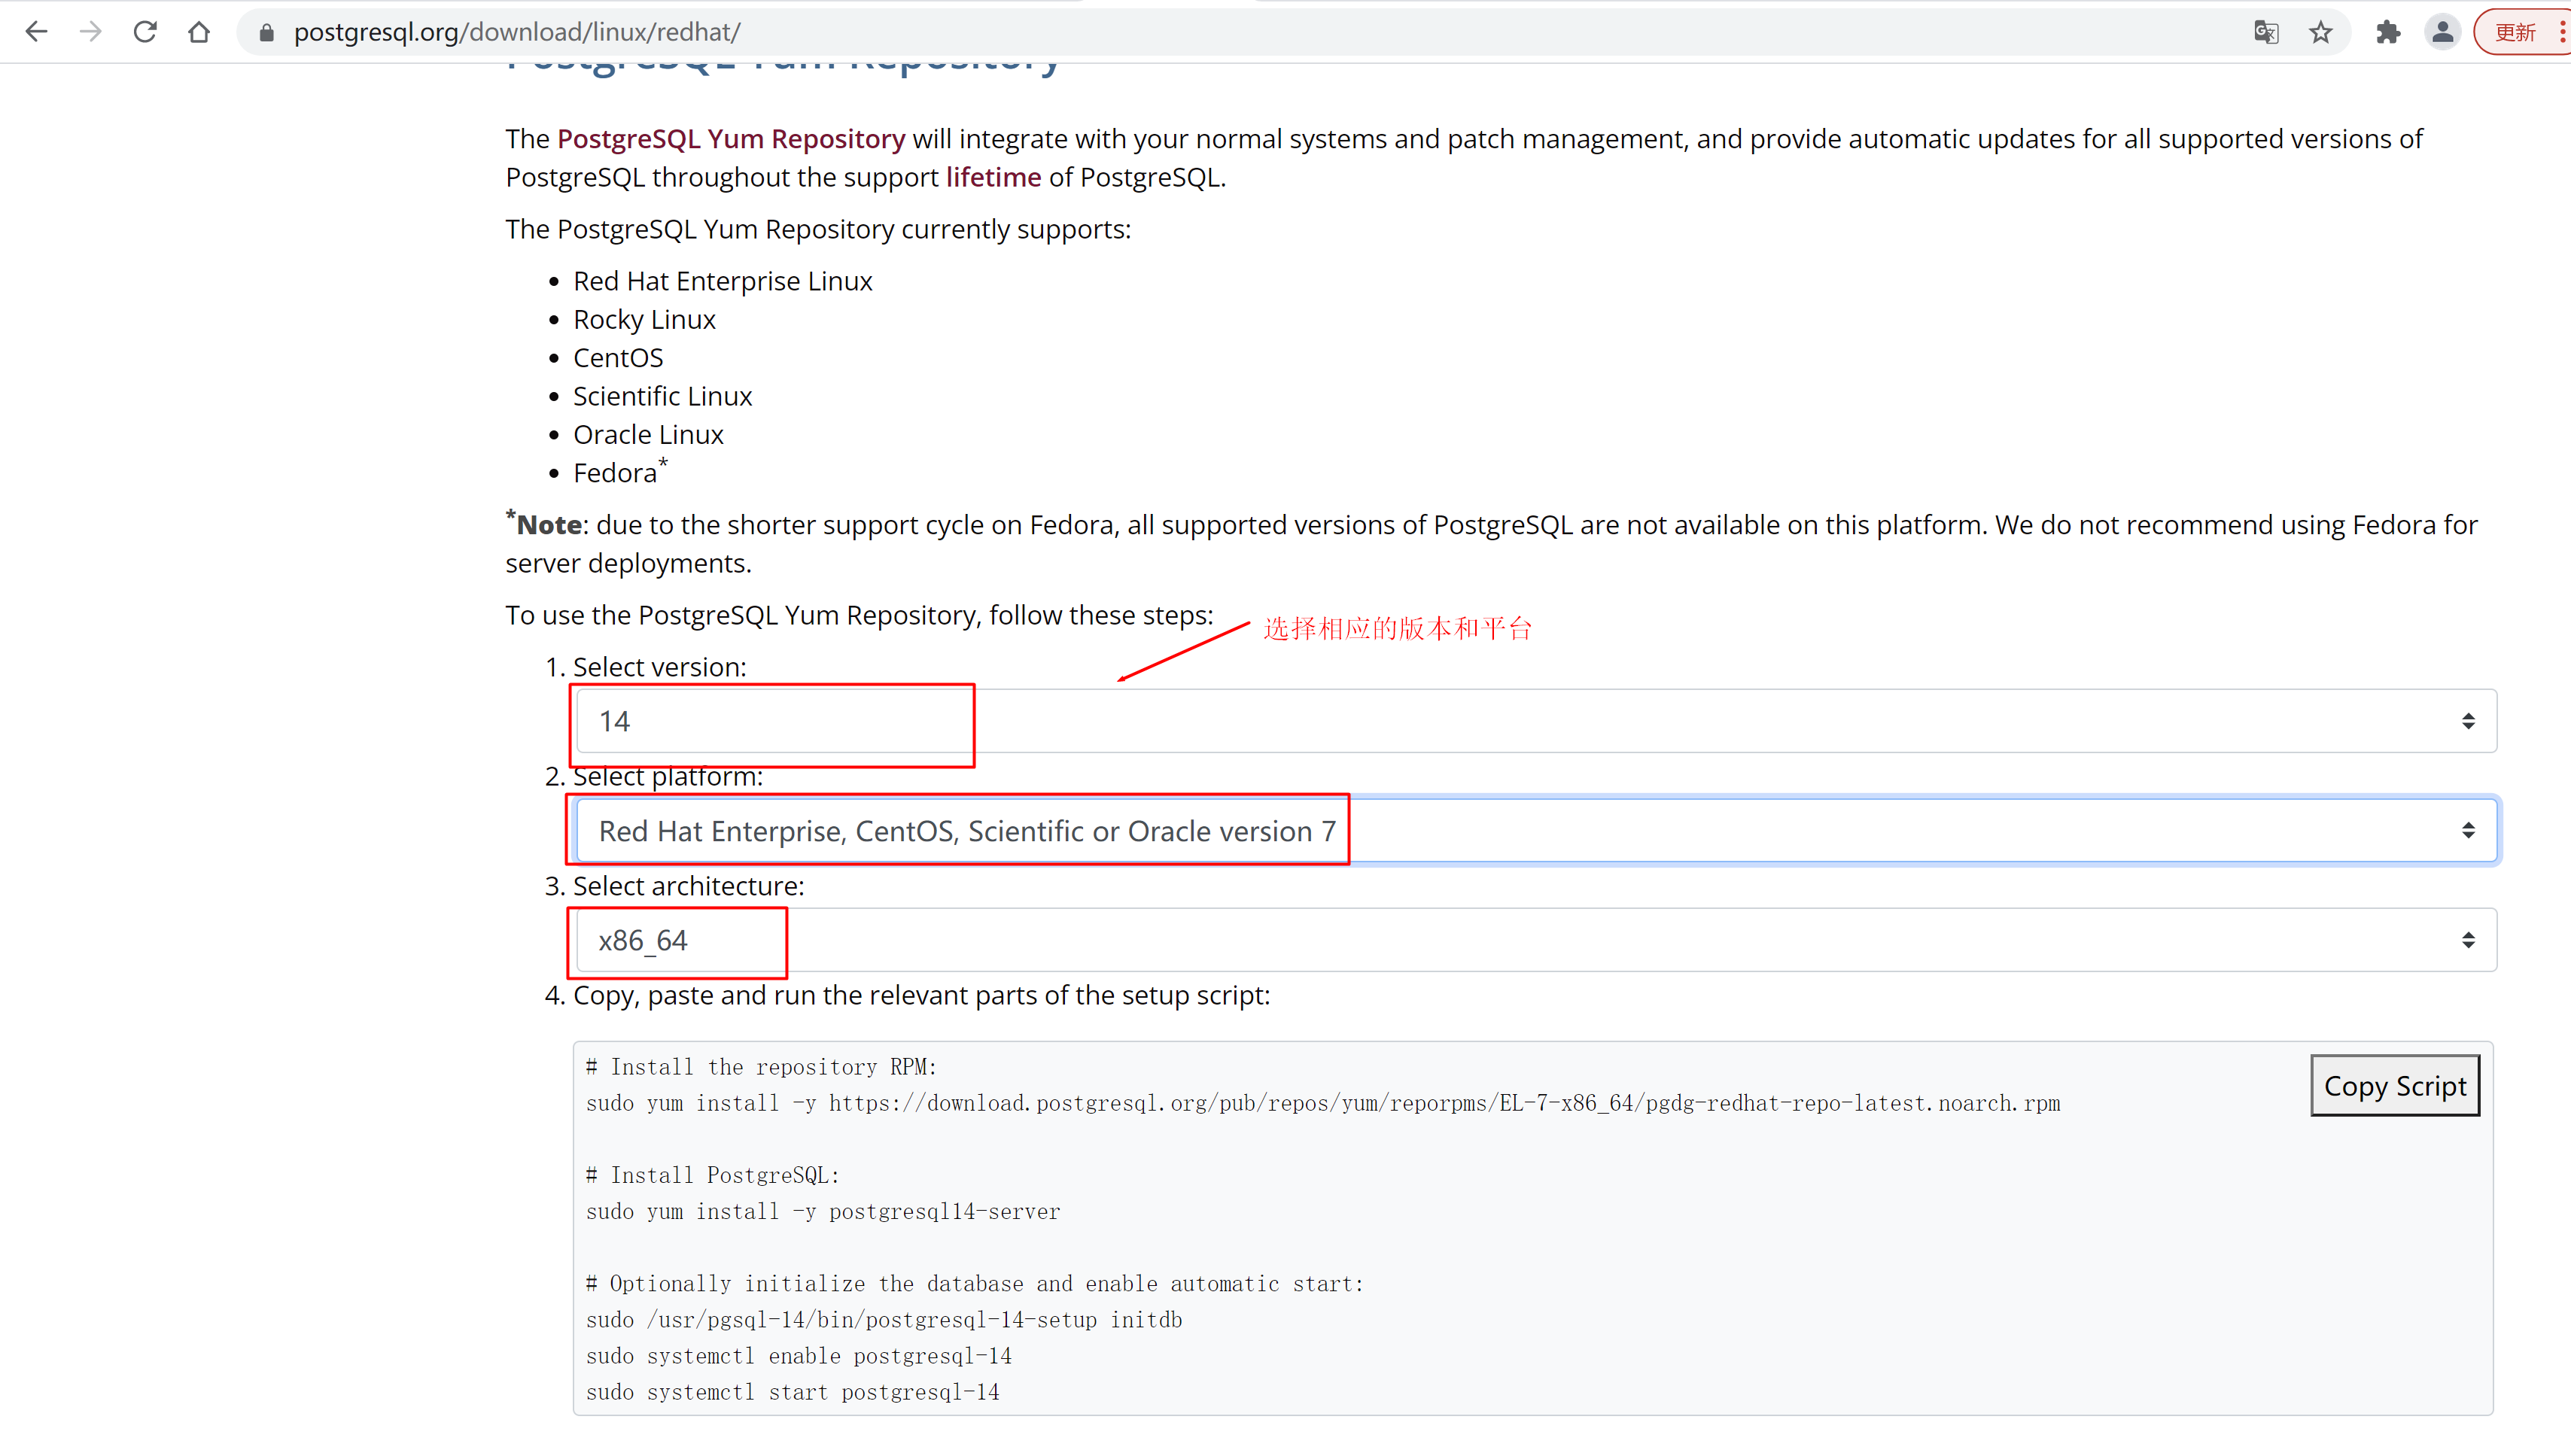 postgresql.org/download/linux/redhat/
更新
PostgreSQL Yum Repository
The PostgreSQL Yum Repository will integrate with your normal systems and patch management, and provide automatic updates for all supported versions of
PostgreSQL throughout the support lifetime of PostgreSQL.
The PostgreSQL Yum Repository currently supports:
• Red Hat Enterprise Linux
• Rocky Linux
• CentOS
• Scientific Linux
• Oracle Linux
• Fedora*
*Note: due to the shorter support cycle on Fedora, all supported versions of PostgreSQL are not available on this platform. We do not recommend using Fedora for
server deployments.
To use the PostgreSQL Yum Repository, follow these steps:
选择相应的版本和平台
1. Select version:
14
2. Select platform:
Red Hat Enterprise, CentOS, Scientific or Oracle version 7
3. Select architecture:
x86_64
4. Copy, paste and run the relevant parts of the setup script:
# Install the repository RPM:
Copy Script
sudo yum install -y https://download.postgresql.org/pub/repos/yum/reporpms/EL-7-x86_64/pgdg-redhat-repo-latest.noarch.rpm
# Install PostgreSQL:
sudo yum install -y postgresql14-server
# Optionally initialize the database and enable automatic start:
sudo /usr/pgsql-14/bin/postgresql-14-setup initdb
sudo systemctl enable postgresql-14
sudo systemctl start postgresql-14